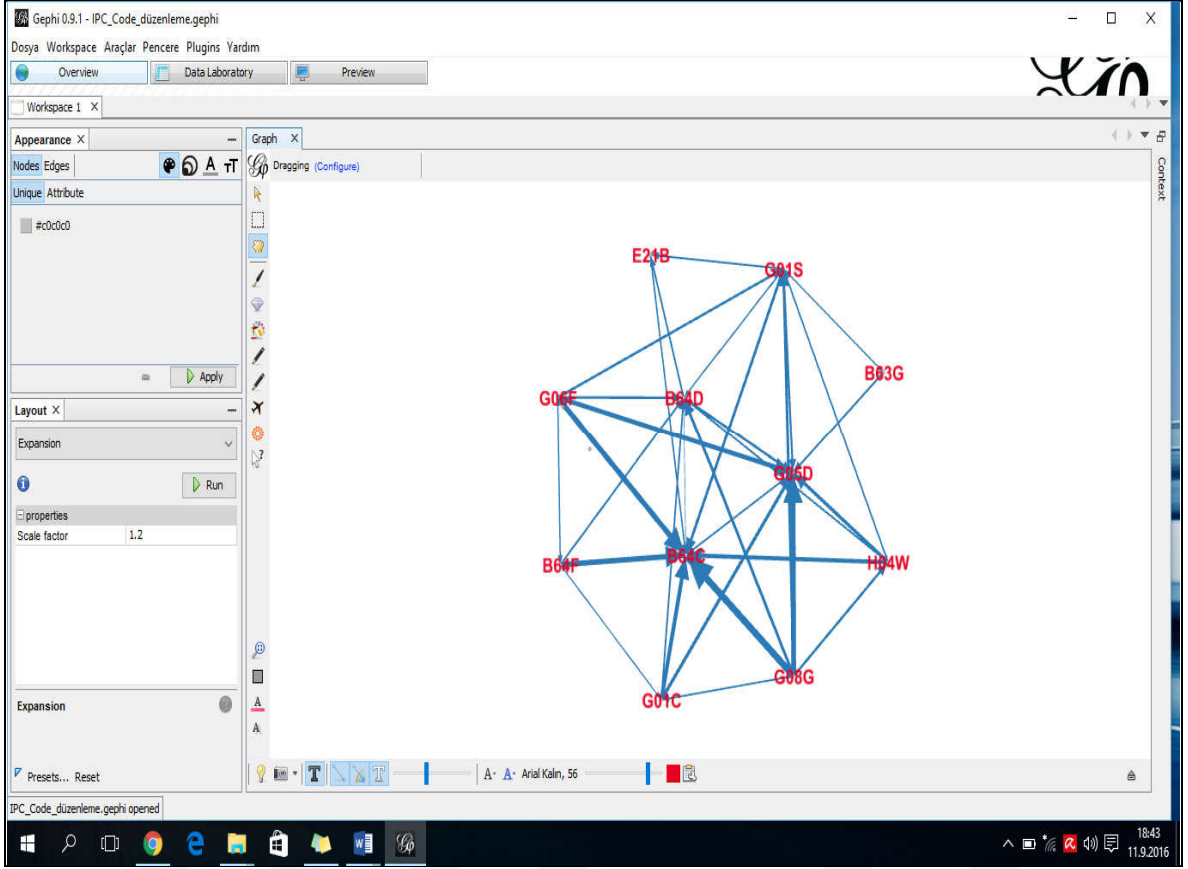 Gephi 0.9.1 - IPC_Code_düzenleme.gephi
Dosya Workspace Araçlar Pencere Plugins Yardım
Overview Data Laboratory Preview
Workspace 1 X
Appearance X
Nodes Edges
Unique Attribute
#c0c0c0
Apply
Layout X
Expansion
Run
properties
Scale factor 1.2
Expansion
Presets... Reset
Graph X
Dragging (Configure)
Context
E21B
G01S
B63G
G06F
B64D
G05D
B64F
B64C
H04W
G01C
G08G
A- A- Arial Kalın, 56
IPC_Code_düzenleme.gephi opened
18:43
11.9.2016